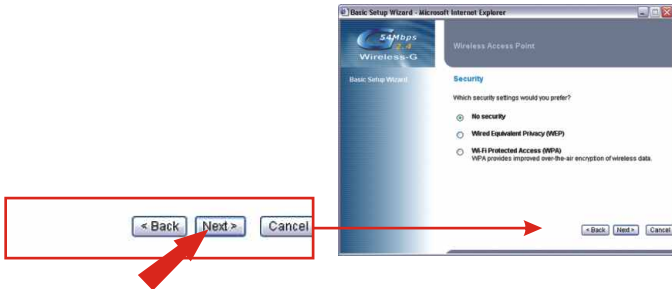 Basic Setup Wizard - Microsoft Internet Explorer
54Mbps
2.4
Wireless-G
Wireless Access Point
Basic Setup Wizard
Security
Which security settings would you prefer?
No security
Wired Equivalent Privacy (WEP)
Wi-Fi Protected Access (WPA)
WPA provides improved over-the-air encryption of wireless data.
< Back Next > Cancel
< Back Next > Cancel